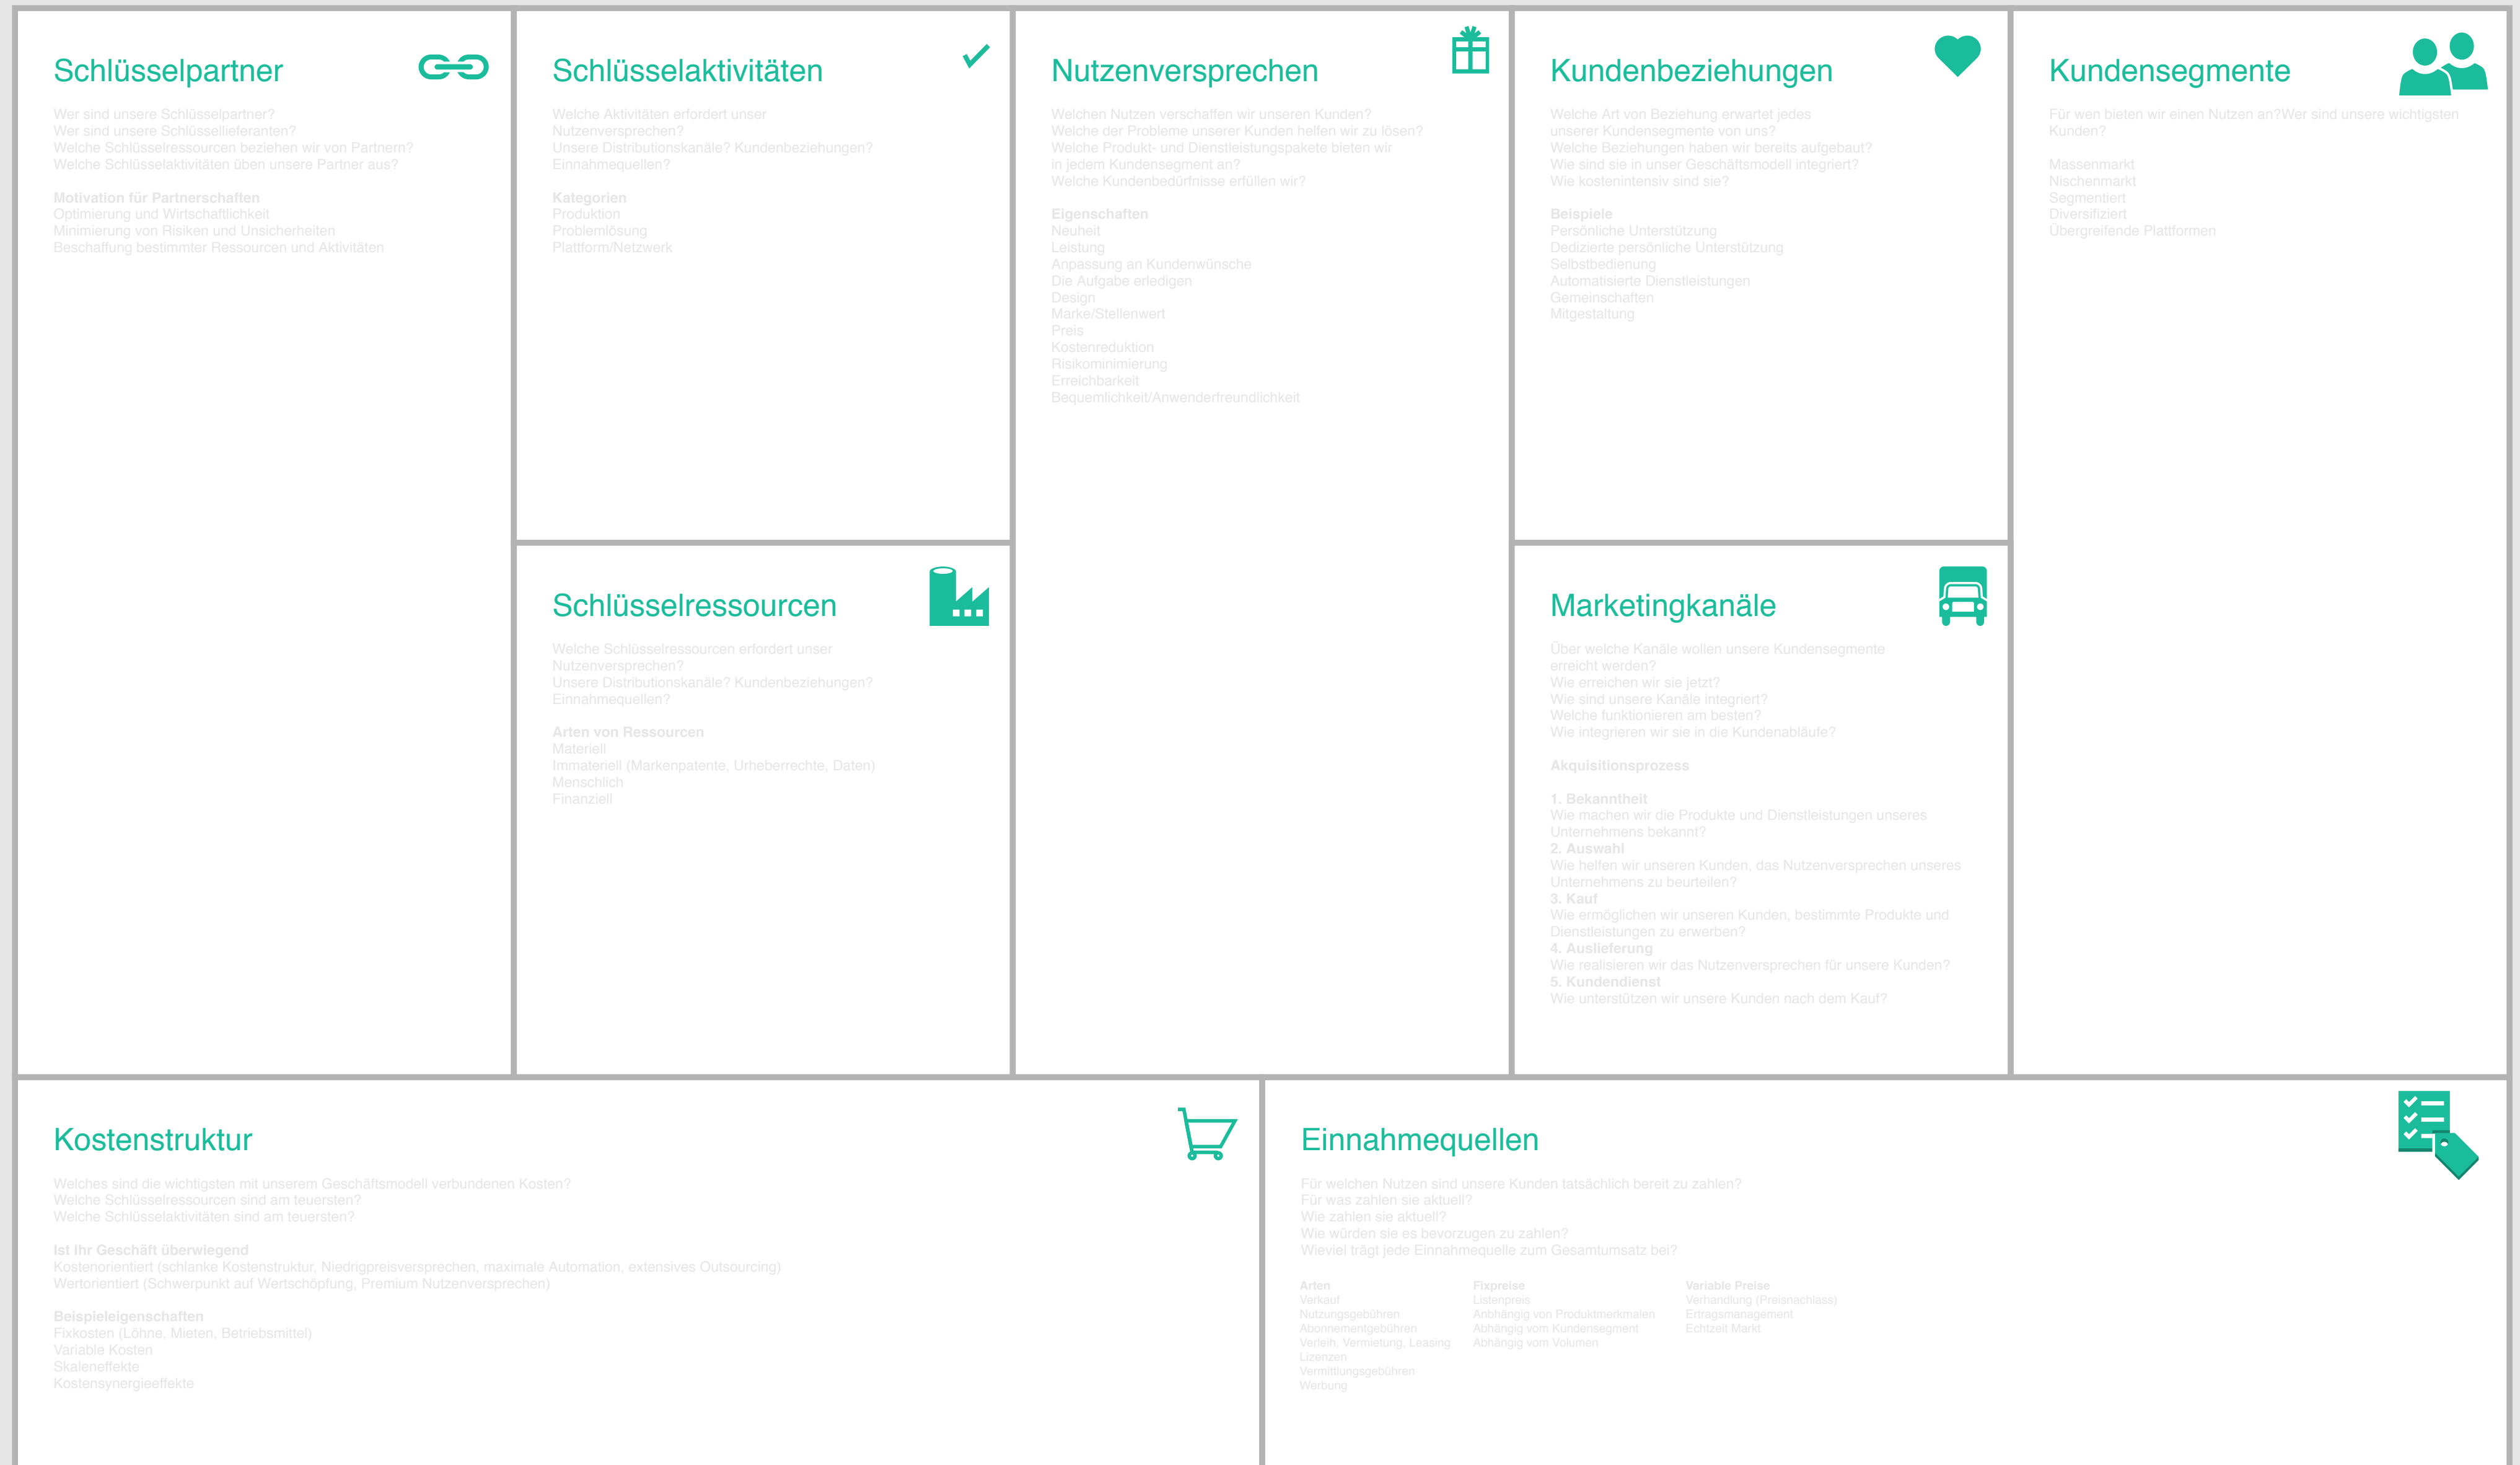 Schlüsselpartner
Wer sind unsere Schlüsselpartner?
Wer sind unsere Schlüssellieferanten?
Welche Schlüsselressourcen beziehen wir von Partnern?
Welche Schlüsselaktivitäten üben unsere Partner aus?
Motivation für Partnerschaften
Optimierung und Wirtschaftlichkeit
Minimierung von Risiken und Unsicherheiten
Beschaffung bestimmter Ressourcen und Aktivitäten
Schlüsselaktivitäten
Welche Aktivitäten erfordert unser
Nutzenversprechen?
Unsere Distributionskanäle? Kundenbeziehungen?
Einnahmequellen?
Kategorien
Produktion
Problemlösung
Plattform/Netzwerk
Schlüsselressourcen
Welche Schlüsselressourcen erfordert unser
Nutzenversprechen?
Unsere Distributionskanäle? Kundenbeziehungen?
Einnahmequellen?
Arten von Ressourcen
Materiell
Immateriell (Markenpatente, Urheberrechte, Daten)
Menschlich
Finanziell
Nutzenversprechen
Welchen Nutzen verschaffen wir unseren Kunden?
Welche der Probleme unserer Kunden helfen wir zu lösen?
Welche Produkt- und Dienstleistungspakete bieten wir
in jedem Kundensegment an?
Welche Kundenbedürfnisse erfüllen wir?
Eigenschaften
Neuheit
Leistung
Anpassung an Kundenwünsche
Die Aufgabe erledigen
Design
Marke/Stellenwert
Preis
Kostenreduktion
Risikominimierung
Erreichbarkeit
Bequemlichkeit/Anwenderfreundlichkeit
Kundenbeziehungen
Welche Art von Beziehung erwartet jedes
unserer Kundensegmente von uns?
Welche Beziehungen haben wir bereits aufgebaut?
Wie sind sie in unser Geschäftsmodell integriert?
Wie kostenintensiv sind sie?
Beispiele
Persönliche Unterstützung
Dedizierte persönliche Unterstützung
Selbstbedienung
Automatisierte Dienstleistungen
Gemeinschaften
Mitgestaltung
Marketingkanäle
Über welche Kanäle wollen unsere Kundensegmente
erreicht werden?
Wie erreichen wir sie jetzt?
Wie sind unsere Kanäle integriert?
Welche funktionieren am besten?
Wie integrieren wir sie in die Kundenabläufe?
Akquisitionsprozess
1. Bekanntheit
Wie machen wir die Produkte und Dienstleistungen unseres
Unternehmens bekannt?
2. Auswahl
Wie helfen wir unseren Kunden, das Nutzenversprechen unseres
Unternehmens zu beurteilen?
3. Kauf
Wie ermöglichen wir unseren Kunden, bestimmte Produkte und
Dienstleistungen zu erwerben?
4. Auslieferung
Wie realisieren wir das Nutzenversprechen für unsere Kunden?
5. Kundendienst
Wie unterstützen wir unsere Kunden nach dem Kauf?
Kundensegmente
Für wen bieten wir einen Nutzen an?Wer sind unsere wichtigsten
Kunden?
Massenmarkt
Nischenmarkt
Segmentiert
Diversifiziert
Übergreifende Plattformen
Kostenstruktur
Welches sind die wichtigsten mit unserem Geschäftsmodell verbundenen Kosten?
Welche Schlüsselressourcen sind am teuersten?
Welche Schlüsselaktivitäten sind am teuersten?
Ist Ihr Geschäft überwiegend
Kostenorientiert (schlanke Kostenstruktur, Niedrigpreisversprechen, maximale Automation, extensives Outsourcing)
Wertorientiert (Schwerpunkt auf Wertschöpfung, Premium Nutzenversprechen)
Beispieleigenschaften
Fixkosten (Löhne, Mieten, Betriebsmittel)
Variable Kosten
Skaleneffekte
Kostensynergieeffekte
Einnahmequellen
Für welchen Nutzen sind unsere Kunden tatsächlich bereit zu zahlen?
Für was zahlen sie aktuell?
Wie zahlen sie aktuell?
Wie würden sie es bevorzugen zu zahlen?
Wieviel trägt jede Einnahmequelle zum Gesamtumsatz bei?
Arten
Verkauf
Nutzungsgebühren
Abonnementgebühren
Verleih, Vermietung, Leasing
Lizenzen
Vermittlungsgebühren
Werbung
Fixpreise
Listenpreis
Anbhängig von Produktmerkmalen
Abhängig vom Kundensegment
Abhängig vom Volumen
Variable Preise
Verhandlung (Preisnachlass)
Ertragsmanagement
Echtzeit Markt